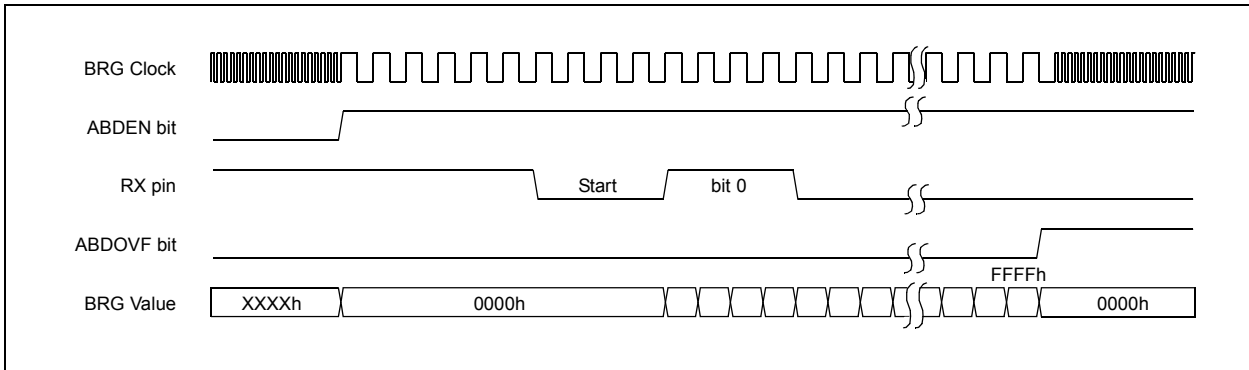 BRG Clock
ABDEN bit
RX pin
Start
bit 0
ABDOVF bit
FFFFh
BRG Value
XXXXh
0000h
0000h